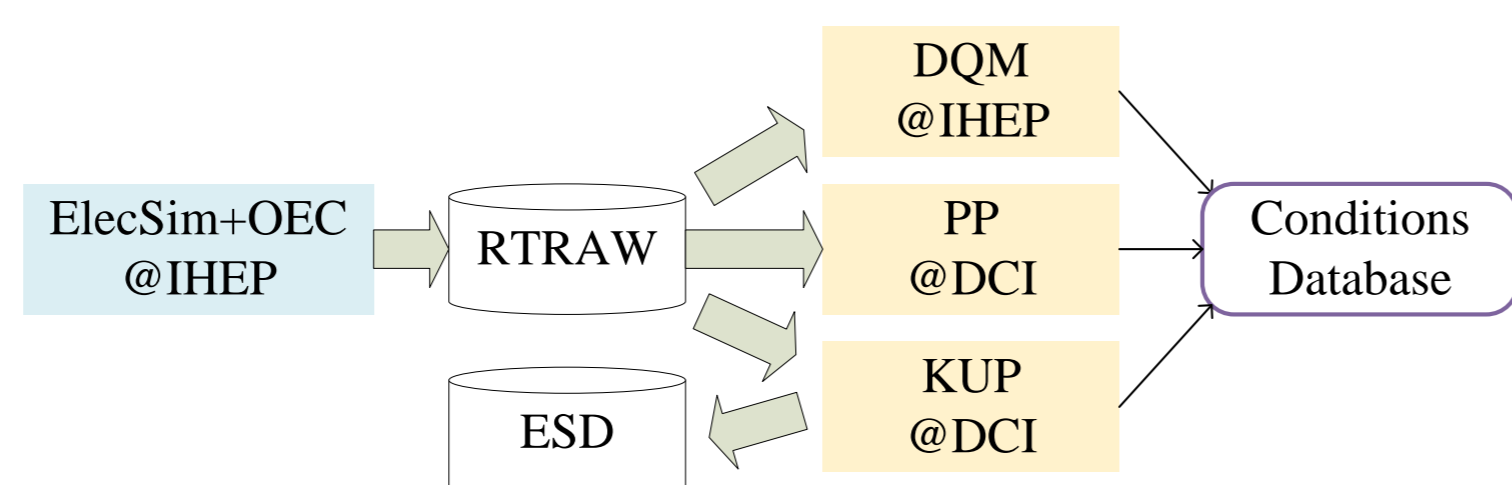 ElecSim+OEC
@IHEP
RTRAW
ESD
DQM
@IHEP
PP
@DCI
KUP
@DCI
Conditions
Database